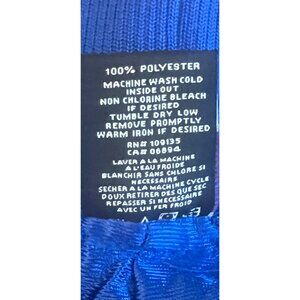 100% POLYESTER
MACHINE WASH COLD
INSIDE OUT
NON CHLORINE BLEACH
IF DESIRED
TUMBLE DRY LOW
REMOVE PROMPTLY
WARM IRON IF DESIRED
RN# 109135
CA# 06894
LAVER A LA MACHINE
A L'EAU FROIDE
BLANCHIR SANS CHLORE SI
NECESSAIRE
SECHER A LA MACHINE CYCLE
DOUX RETIRER DES QUE SEC
REPASSER SI NECESSAIRE
AVEC UN FER FROID